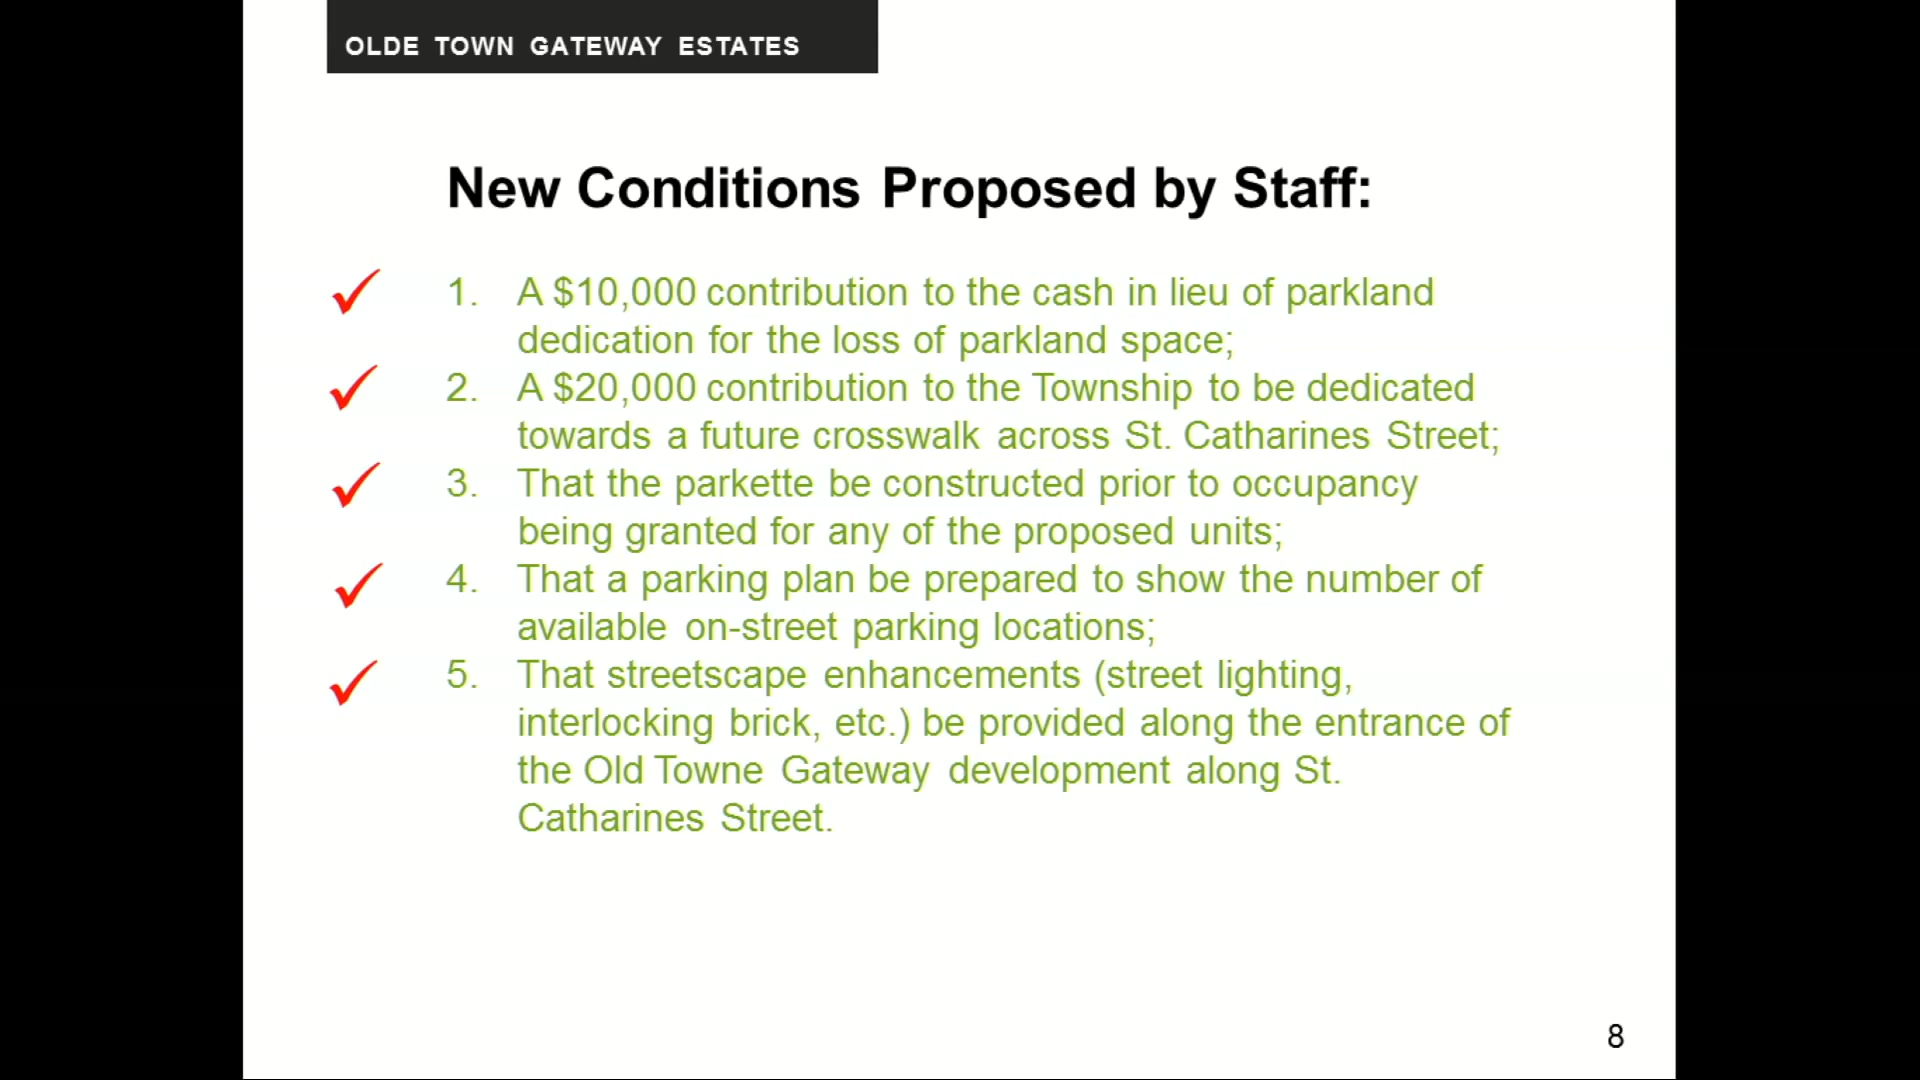 OLDE TOWN GATEWAY ESTATES
New Conditions Proposed by Staff:
1. A $10,000 contribution to the cash in lieu of parkland
dedication for the loss of parkland space;
2. A $20,000 contribution to the Township to be dedicated
towards a future crosswalk across St. Catharines Street;
3. That the parkette be constructed prior to occupancy
being granted for any of the proposed units;
4. That a parking plan be prepared to show the number of
available on-street parking locations;
5. That streetscape enhancements (street lighting,
interlocking brick, etc.) be provided along the entrance of
the Old Towne Gateway development along St.
Catharines Street.
8